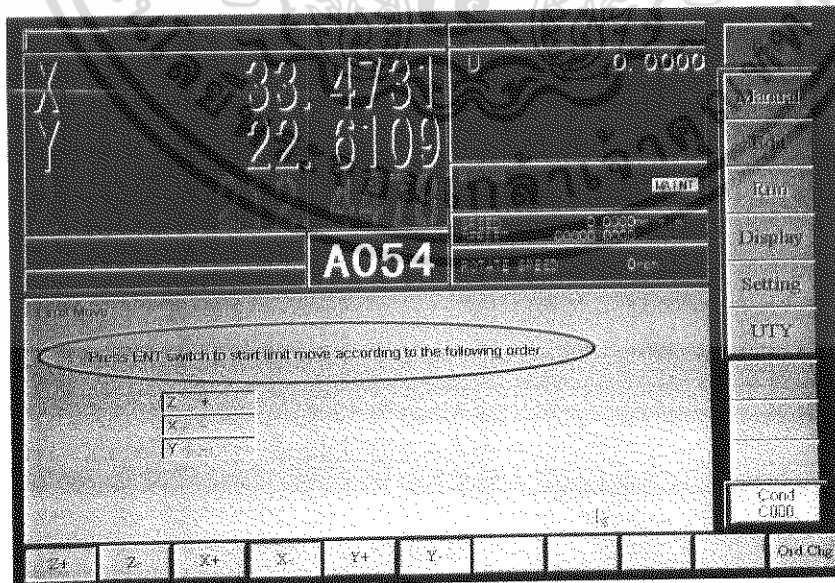 X 33.4731
Y 22.6109
U 0.0000
MAINT
A054
Manual
Edit
Run
Display
Setting
UTY
Limit Move
Press ENT switch to start limit move according to the following order
Z +
X -
Y -
Cond
C000
Z+ Z- X+ X- Y+ Y- Ord Chg